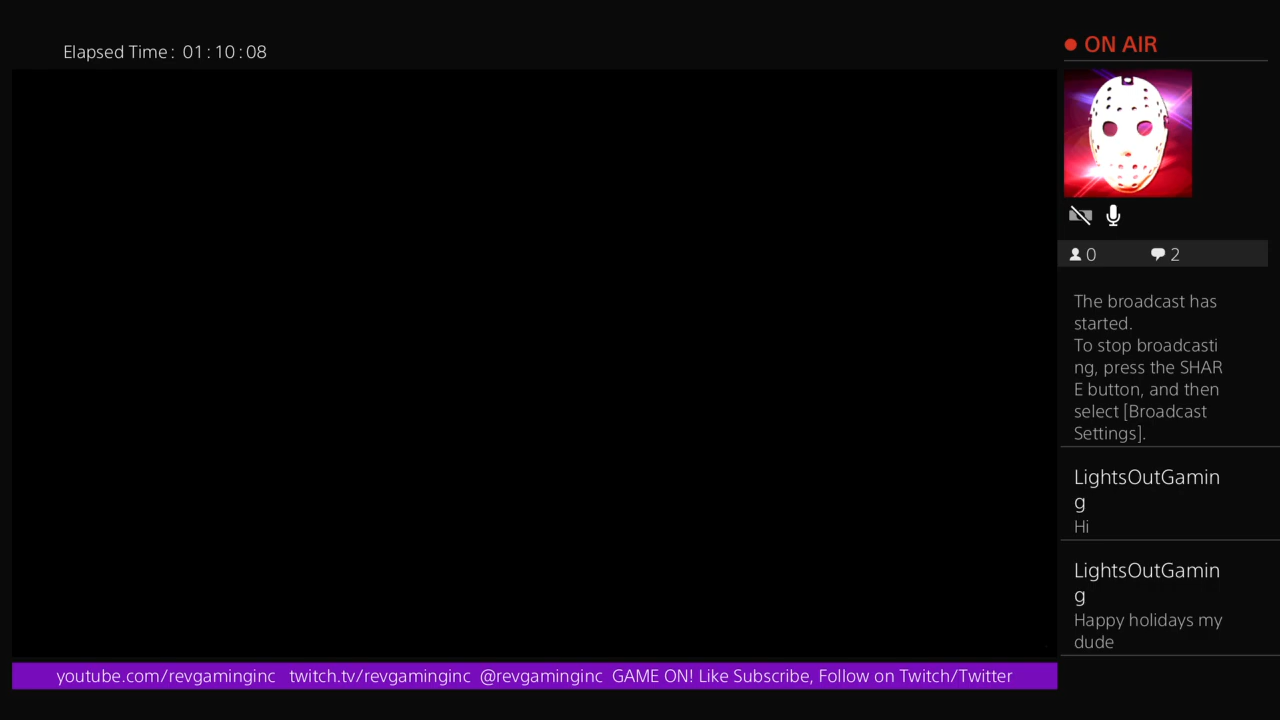 Elapsed Time: 01:10:08
ON AIR
0 2
The broadcast has
started.
To stop broadcasti
ng, press the SHAR
E button, and then
select [Broadcast
Settings].
LightsOutGamin
g
Hi
LightsOutGamin
g
Happy holidays my
dude
youtube.com/revgaminginc twitch.tv/revgaminginc @revgaminginc GAME ON! Like Subscribe, Follow on Twitch/Twitter